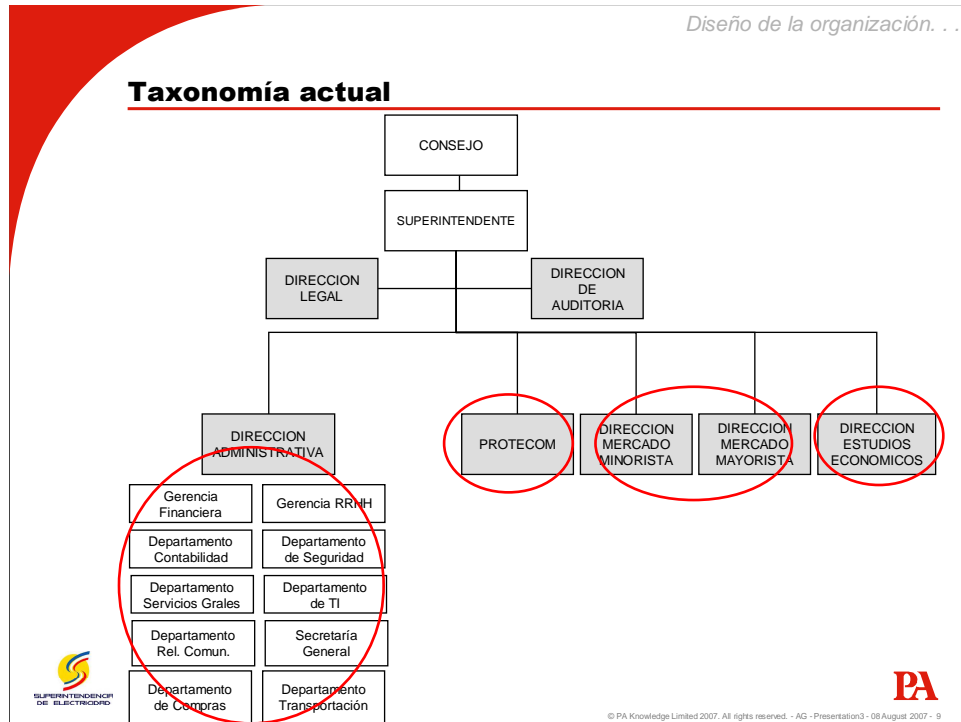 Diseño de la organización. . .
Taxonomía actual
CONSEJO
SUPERINTENDENTE
DIRECCION
LEGAL
DIRECCION
DE
AUDITORIA
DIRECCION
ADMINISTRATIVA
PROTECOM
DIRECCION
MERCADO
MINORISTA
DIRECCION
MERCADO
MAYORISTA
DIRECCION
ESTUDIOS
ECONOMICOS
Gerencia
Financiera
Gerencia RRHH
Departamento
Contabilidad
Departamento
de Seguridad
Departamento
Servicios Grales
Departamento
de TI
Departamento
Rel. Comun.
Secretaría
General
Departamento
de Compras
Departamento
Transportación
SUPERINTENDENCIA
DE ELECTRICIDAD
PA
© PA Knowledge Limited 2007. All rights reserved. - AG - Presentation3 - 08 August 2007 - 9